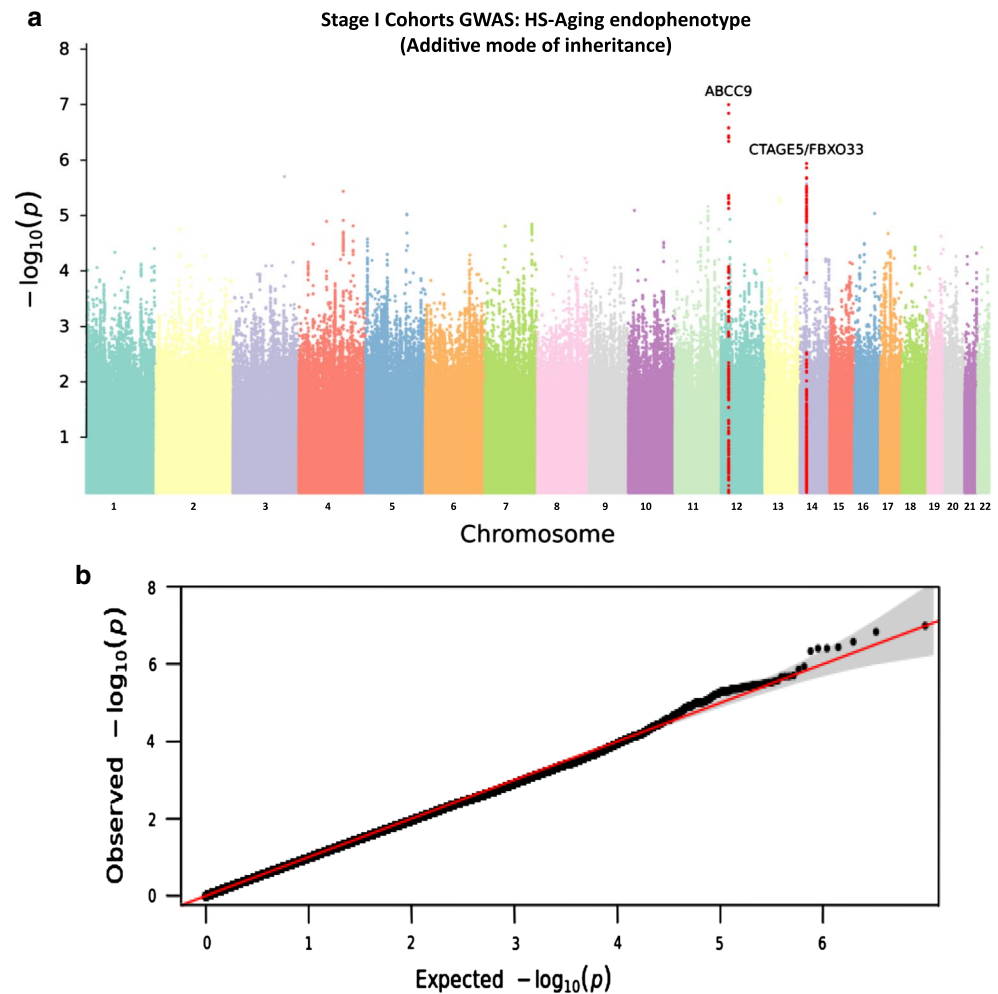 a
Stage I Cohorts GWAS: HS-Aging endophenotype
(Additive mode of inheritance)
8
7
6
5
4
3
2
1
−log10(p)
ABCC9
CTAGE5/FBXO33
1 2 3 4 5 6 7 8 9 10 11 12 13 14 15 16 17 18 19 20 21 22
Chromosome
b
8
6
4
2
0
Observed −log10(p)
0 1 2 3 4 5 6
Expected −log10(p)